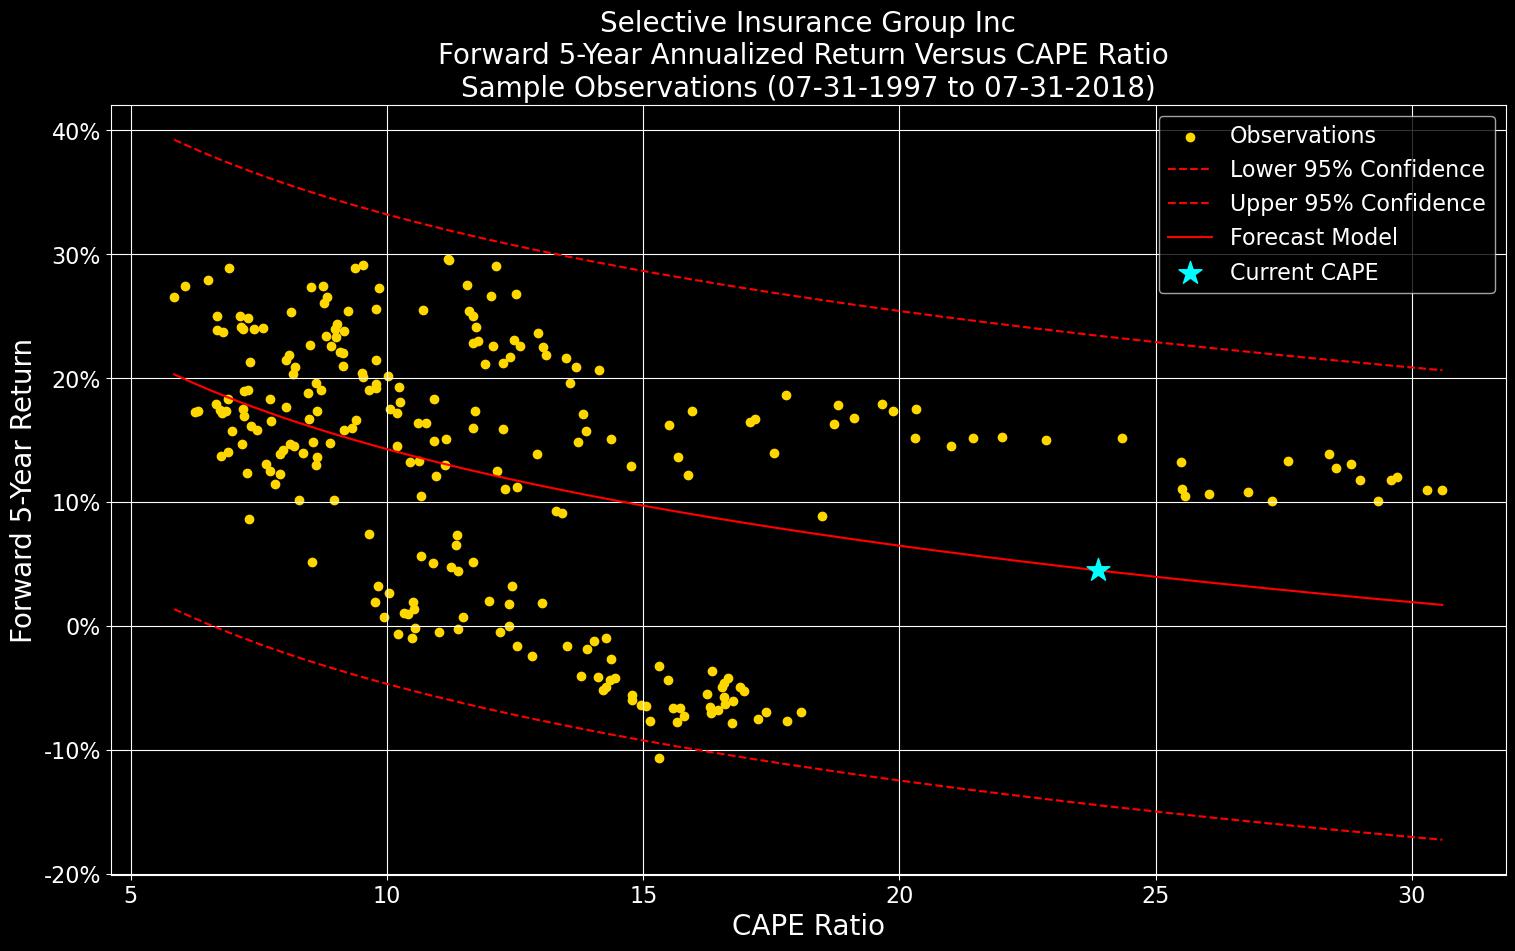 Selective Insurance Group Inc
Forward 5-Year Annualized Return Versus CAPE Ratio
Sample Observations (07-31-1997 to 07-31-2018)
Observations
Lower 95% Confidence
Upper 95% Confidence
Forecast Model
Current CAPE
Forward 5-Year Return
40%
30%
20%
10%
0%
-10%
-20%
5 10 15 20 25 30
CAPE Ratio